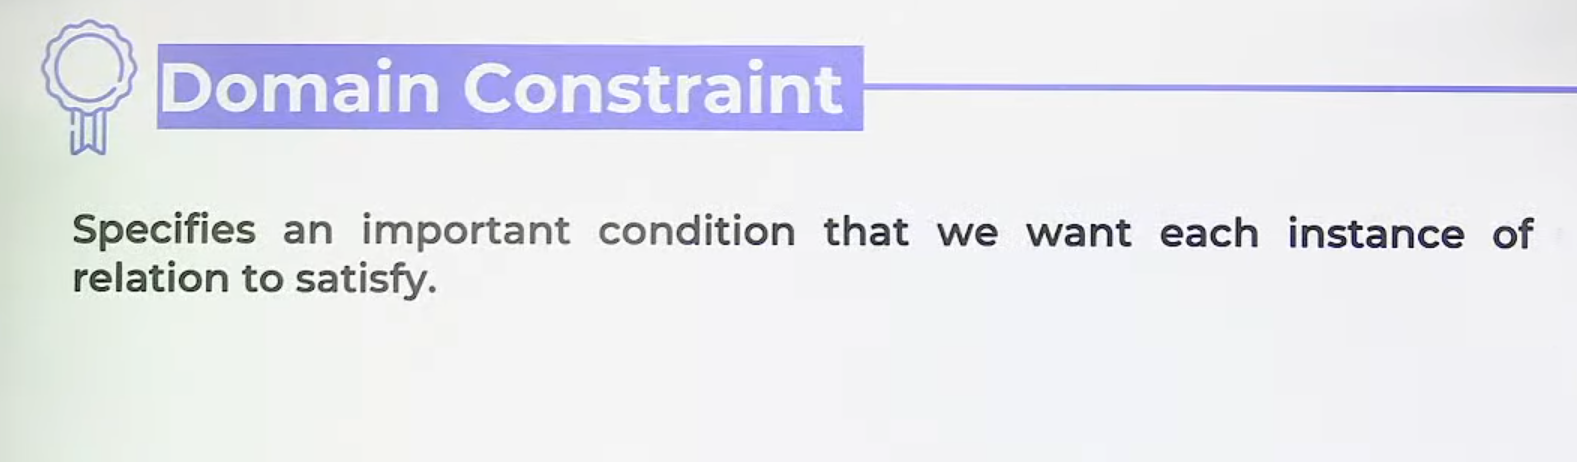 Domain Constraint
Specifies an important condition that we want each instance of
relation to satisfy.